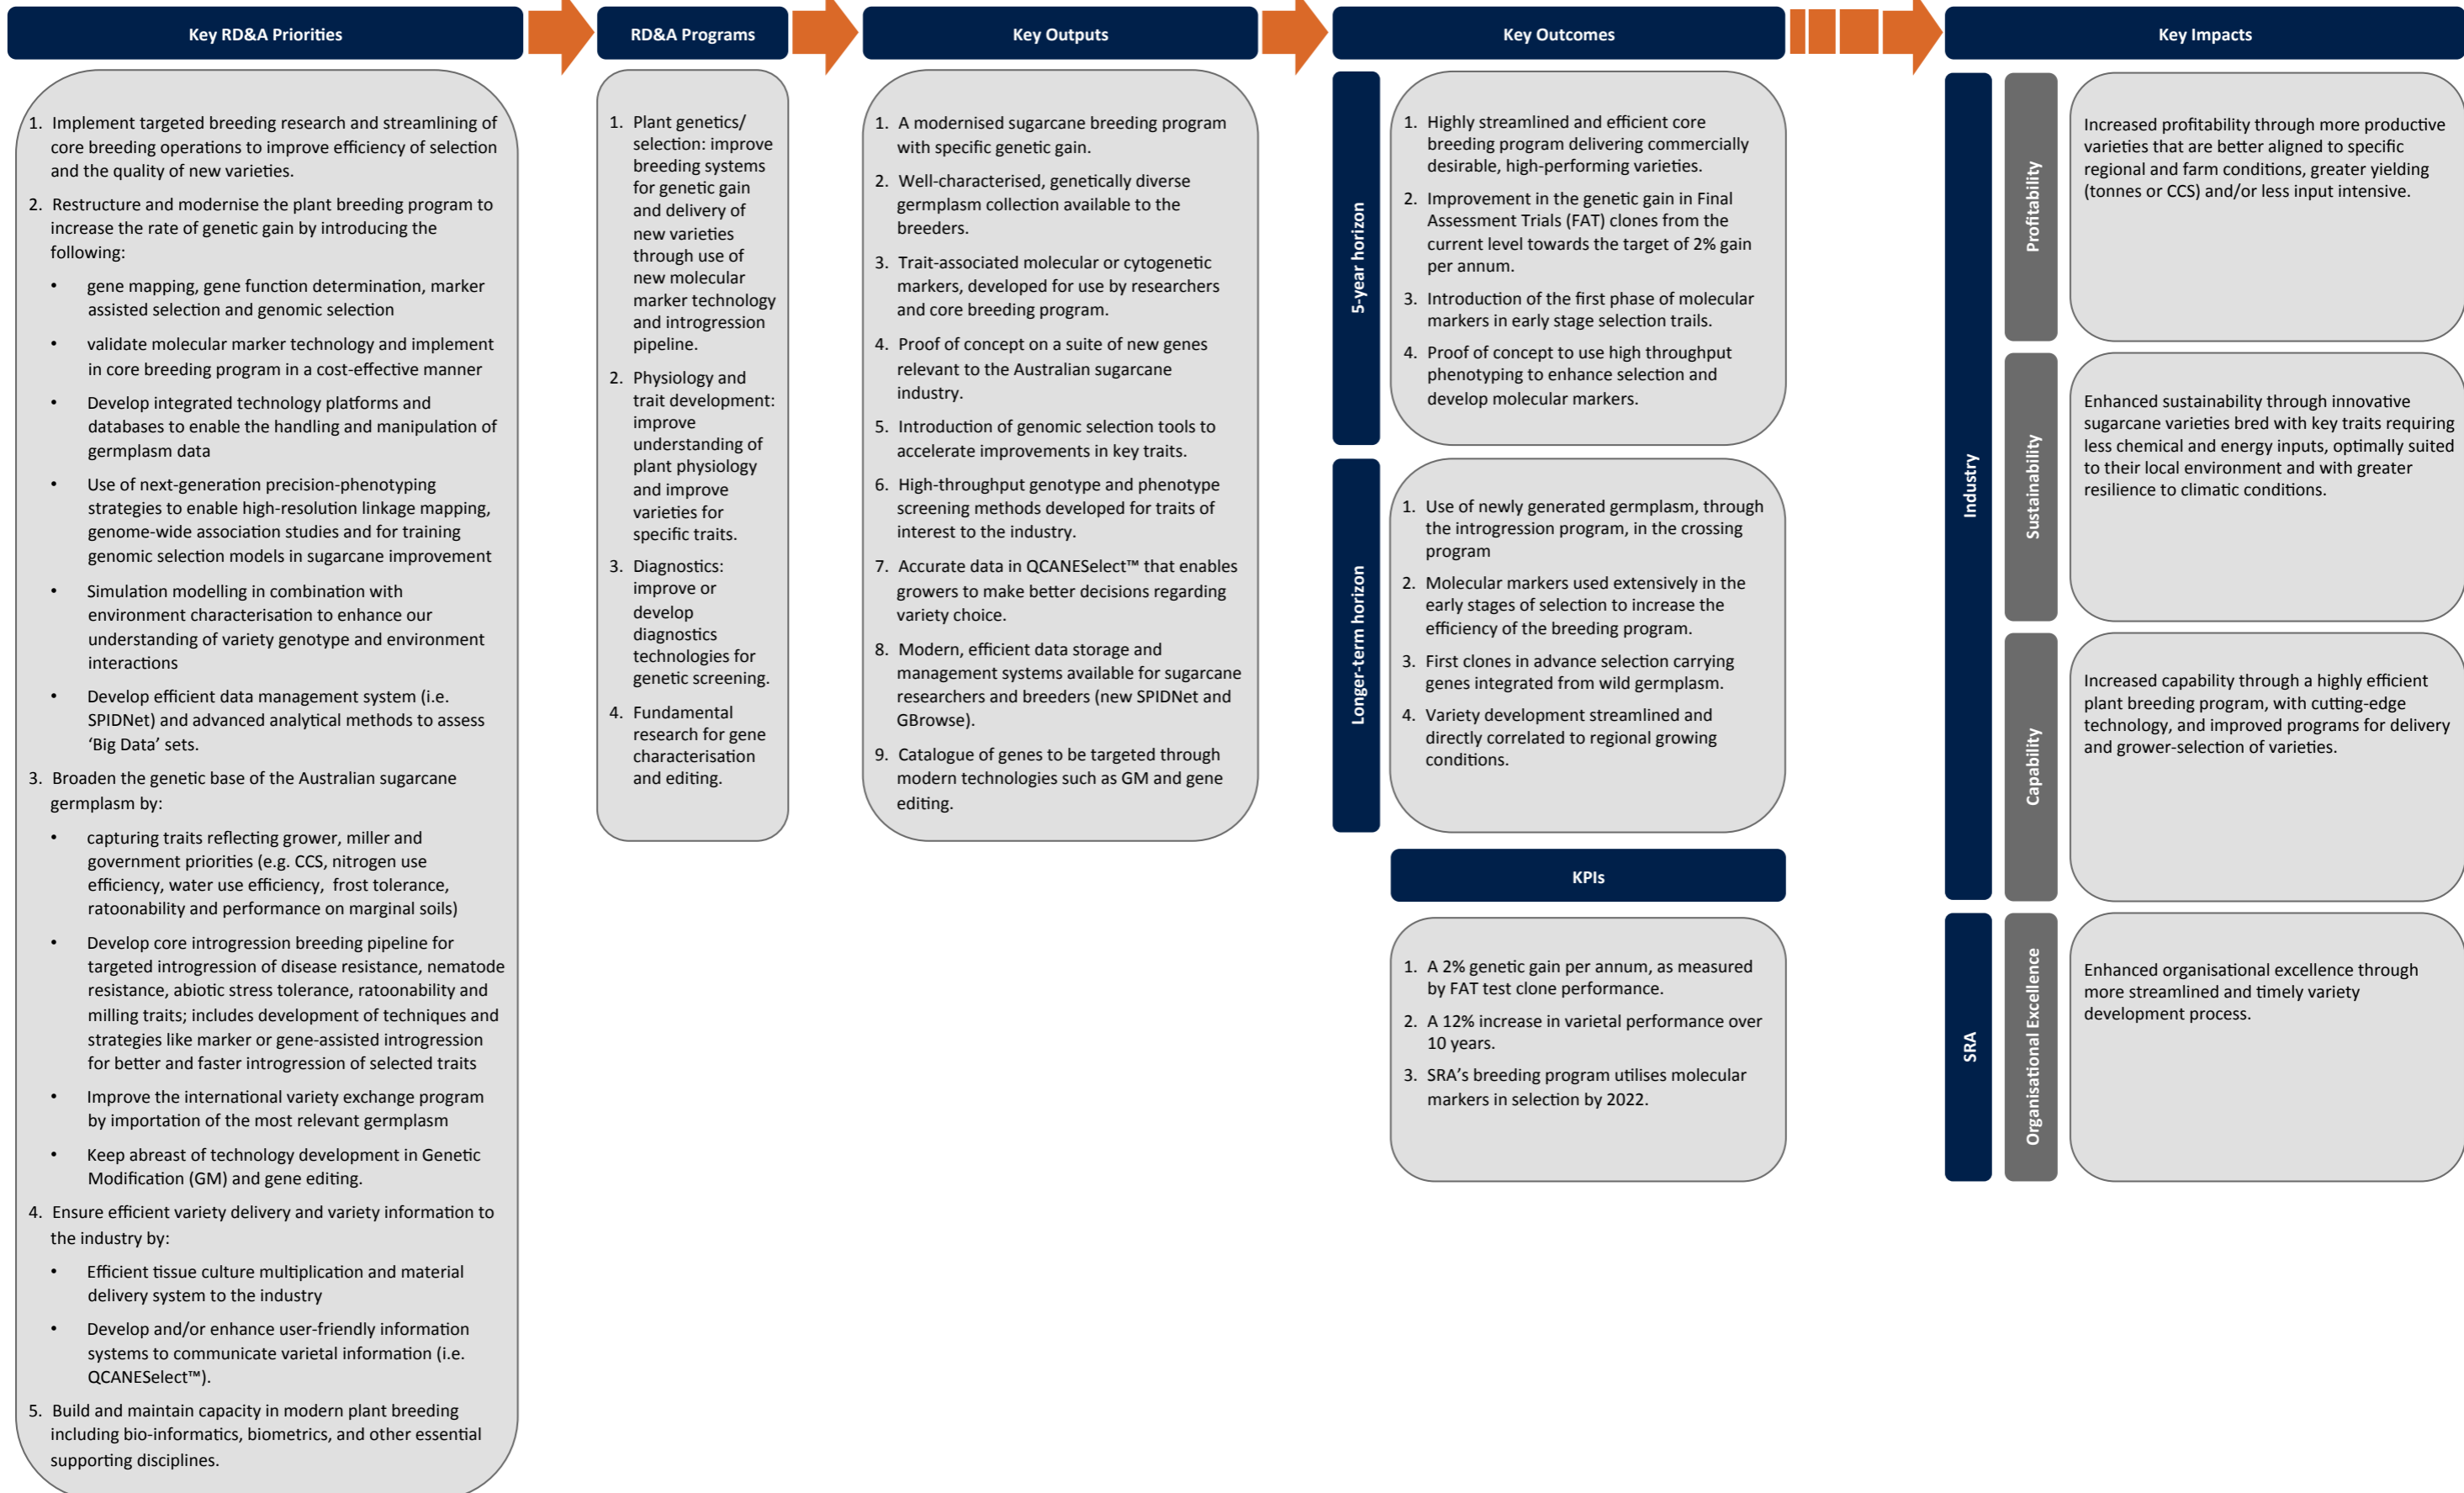 Key RD&A Priorities
1. Implement targeted breeding research and streamlining of
core breeding operations to improve efficiency of selection
and the quality of new varieties.
2. Restructure and modernise the plant breeding program to
increase the rate of genetic gain by introducing the
following:
• gene mapping, gene function determination, marker
assisted selection and genomic selection
• validate molecular marker technology and implement
in core breeding program in a cost-effective manner
• Develop integrated technology platforms and
databases to enable the handling and manipulation of
germplasm data
• Use of next-generation precision-phenotyping
strategies to enable high-resolution linkage mapping,
genome-wide association studies and for training
genomic selection models in sugarcane improvement
• Simulation modelling in combination with
environment characterisation to enhance our
understanding of variety genotype and environment
interactions
• Develop efficient data management system (i.e.
SPIDNet) and advanced analytical methods to assess
‘Big Data’ sets.
3. Broaden the genetic base of the Australian sugarcane
germplasm by:
• capturing traits reflecting grower, miller and
government priorities (e.g. CCS, nitrogen use
efficiency, water use efficiency, frost tolerance,
ratoonability and performance on marginal soils)
• Develop core introgression breeding pipeline for
targeted introgression of disease resistance, nematode
resistance, abiotic stress tolerance, ratoonability and
milling traits; includes development of techniques and
strategies like marker or gene-assisted introgression
for better and faster introgression of selected traits
• Improve the international variety exchange program
by importation of the most relevant germplasm
• Keep abreast of technology development in Genetic
Modification (GM) and gene editing.
4. Ensure efficient variety delivery and variety information to
the industry by:
• Efficient tissue culture multiplication and material
delivery system to the industry
• Develop and/or enhance user-friendly information
systems to communicate varietal information (i.e.
QCANESelect™).
5. Build and maintain capacity in modern plant breeding
including bio-informatics, biometrics, and other essential
supporting disciplines.
RD&A Programs
1. Plant genetics/
selection: improve
breeding systems
for genetic gain
and delivery of
new varieties
through use of
new molecular
marker technology
and introgression
pipeline.
2. Physiology and
trait development:
improve
understanding of
plant physiology
and improve
varieties for
specific traits.
3. Diagnostics:
improve or
develop
diagnostics
technologies for
genetic screening.
4. Fundamental
research for gene
characterisation
and editing.
Key Outputs
1. A modernised sugarcane breeding program
with specific genetic gain.
2. Well-characterised, genetically diverse
germplasm collection available to the
breeders.
3. Trait-associated molecular or cytogenetic
markers, developed for use by researchers
and core breeding program.
4. Proof of concept on a suite of new genes
relevant to the Australian sugarcane
industry.
5. Introduction of genomic selection tools to
accelerate improvements in key traits.
6. High-throughput genotype and phenotype
screening methods developed for traits of
interest to the industry.
7. Accurate data in QCANESelect™ that enables
growers to make better decisions regarding
variety choice.
8. Modern, efficient data storage and
management systems available for sugarcane
researchers and breeders (new SPIDNet and
GBrowse).
9. Catalogue of genes to be targeted through
modern technologies such as GM and gene
editing.
Key Outcomes
5-year horizon
1. Highly streamlined and efficient core
breeding program delivering commercially
desirable, high-performing varieties.
2. Improvement in the genetic gain in Final
Assessment Trials (FAT) clones from the
current level towards the target of 2% gain
per annum.
3. Introduction of the first phase of molecular
markers in early stage selection trails.
4. Proof of concept to use high throughput
phenotyping to enhance selection and
develop molecular markers.
Longer-term horizon
1. Use of newly generated germplasm, through
the introgression program, in the crossing
program
2. Molecular markers used extensively in the
early stages of selection to increase the
efficiency of the breeding program.
3. First clones in advance selection carrying
genes integrated from wild germplasm.
4. Variety development streamlined and
directly correlated to regional growing
conditions.
KPIs
1. A 2% genetic gain per annum, as measured
by FAT test clone performance.
2. A 12% increase in varietal performance over
10 years.
3. SRA’s breeding program utilises molecular
markers in selection by 2022.
Key Impacts
Industry
Profitability
Increased profitability through more productive
varieties that are better aligned to specific
regional and farm conditions, greater yielding
(tonnes or CCS) and/or less input intensive.
Sustainability
Enhanced sustainability through innovative
sugarcane varieties bred with key traits requiring
less chemical and energy inputs, optimally suited
to their local environment and with greater
resilience to climatic conditions.
Capability
Increased capability through a highly efficient
plant breeding program, with cutting-edge
technology, and improved programs for delivery
and grower-selection of varieties.
SRA
Organisational Excellence
Enhanced organisational excellence through
more streamlined and timely variety
development process.